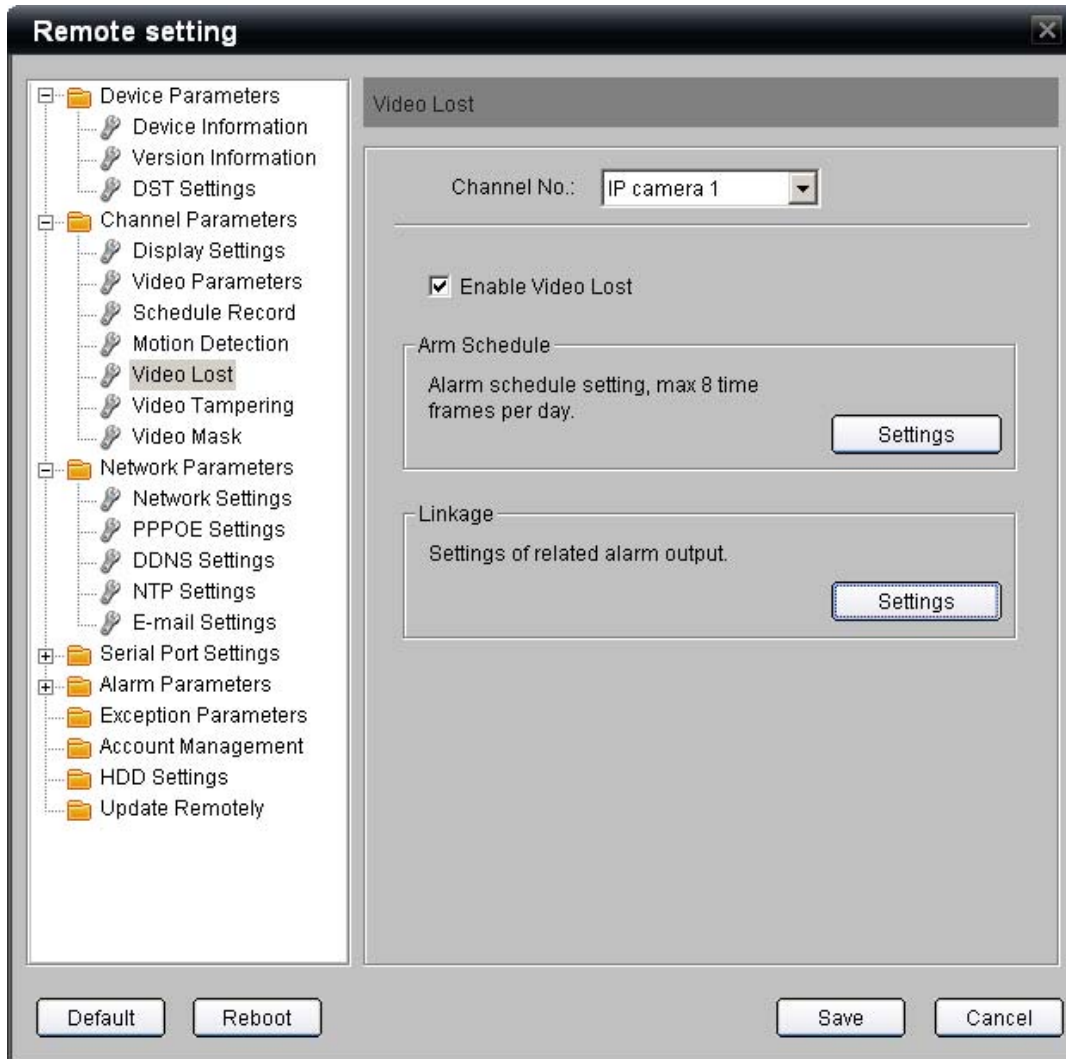 Remote setting
Device Parameters
Device Information
Version Information
DST Settings
Channel Parameters
Display Settings
Video Parameters
Schedule Record
Motion Detection
Video Lost
Video Tampering
Video Mask
Network Parameters
Network Settings
PPPOE Settings
DDNS Settings
NTP Settings
E-mail Settings
Serial Port Settings
Alarm Parameters
Exception Parameters
Account Management
HDD Settings
Update Remotely
Video Lost
Channel No.: IP camera 1
Enable Video Lost
Arm Schedule
Alarm schedule setting, max 8 time
frames per day.
Settings
Linkage
Settings of related alarm output.
Settings
Default Reboot Save Cancel